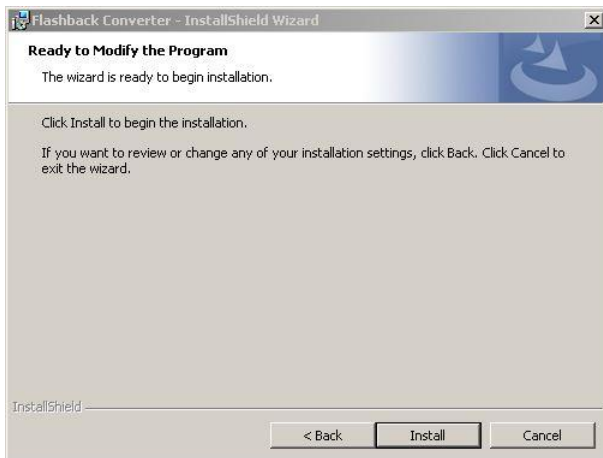 Flashback Converter - InstallShield Wizard
Ready to Modify the Program
The wizard is ready to begin installation.
Click Install to begin the installation.
If you want to review or change any of your installation settings, click Back. Click Cancel to
exit the wizard.
InstallShield
< Back Install Cancel